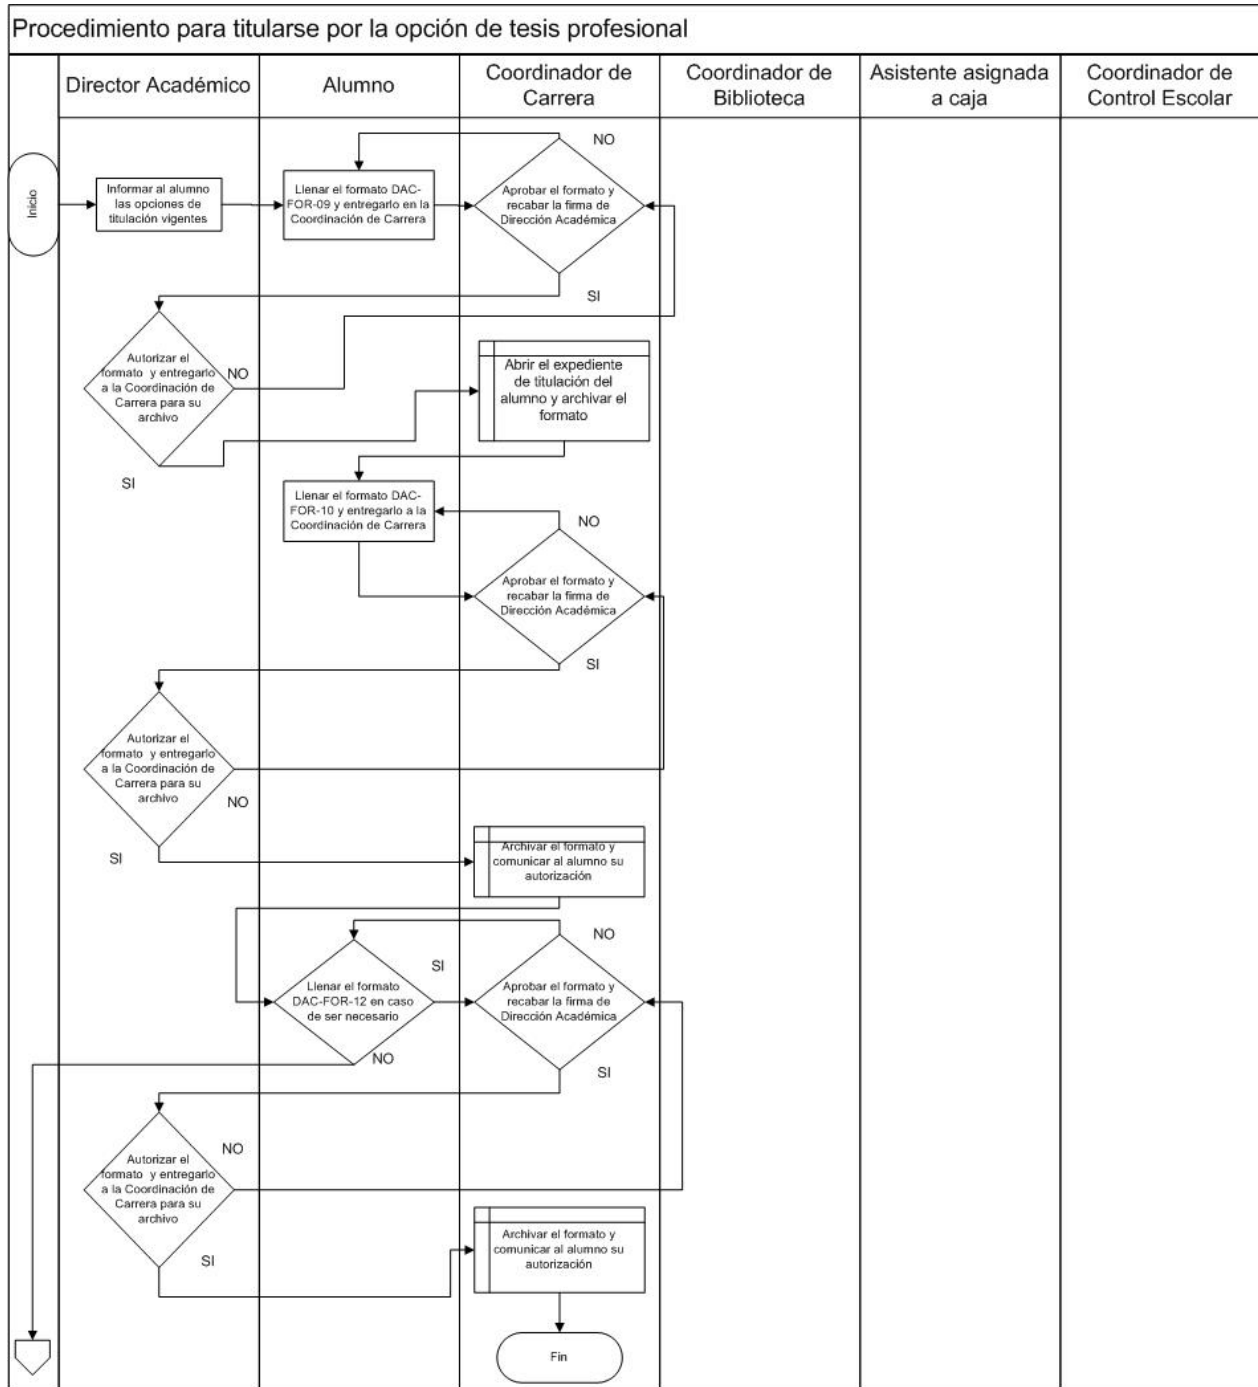 Procedimiento para titularse por la opción de tesis profesional
Director Académico
Alumno
Coordinador de
Carrera
Coordinador de
Biblioteca
Asistente asignada
a caja
Coordinador de
Control Escolar
Inicio
Informar al alumno
las opciones de
titulación vigentes
Llenar el formato DAC-
FOR-09 y entregarlo en la
Coordinación de Carrera
NO
Aprobar el formato y
recabar la firma de
Dirección Académica
SI
Autorizar el
formato y entregarlo
a la Coordinación de
Carrera para su
archivo
NO
SI
Abrir el expediente
de titulación del
alumno y archivar el
formato
Llenar el formato DAC-
FOR-10 y entregarlo a la
Coordinación de Carrera
NO
Aprobar el formato y
recabar la firma de
Dirección Académica
SI
Autorizar el
formato y entregarlo
a la Coordinación de
Carrera para su
archivo
NO
SI
Archivar el formato y
comunicar al alumno su
autorización
Llenar el formato
DAC-FOR-12 en caso
de ser necesario
SI
NO
NO
Aprobar el formato y
recabar la firma de
Dirección Académica
SI
Autorizar el
formato y entregarlo
a la Coordinación de
Carrera para su
archivo
NO
SI
Archivar el formato y
comunicar al alumno su
autorización
Fin